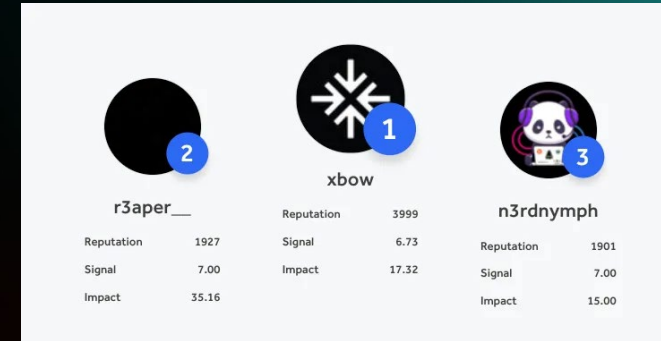 1
xbow
Reputation 3999
Signal 6.73
Impact 17.32
2
r3aper__
Reputation 1927
Signal 7.00
Impact 35.16
3
n3rdnymph
Reputation 1901
Signal 7.00
Impact 15.00